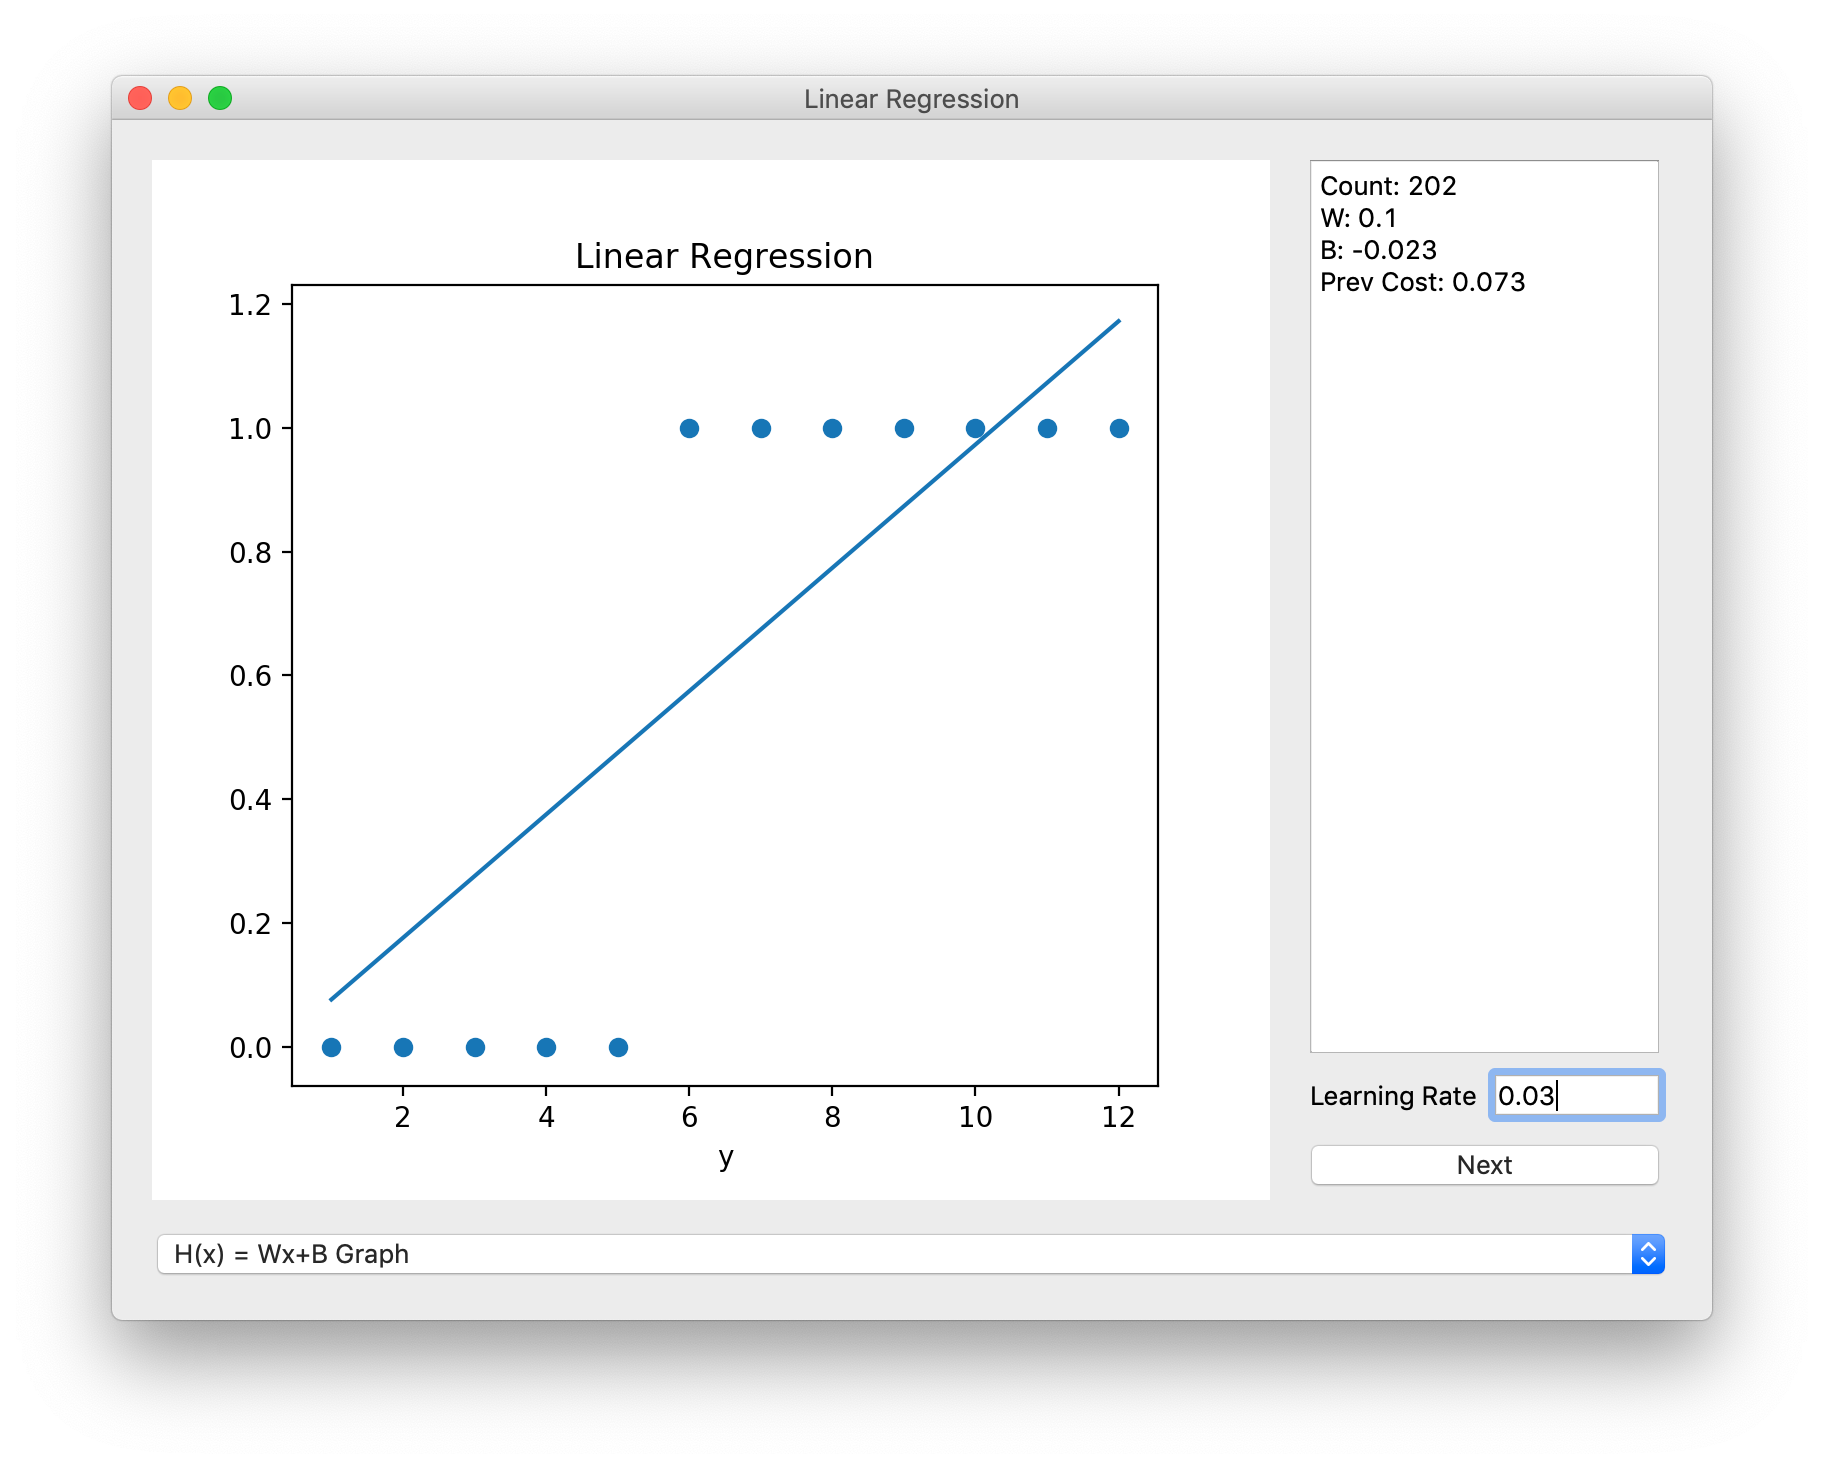 Linear Regression
Linear Regression
1.2
1.0
0.8
0.6
0.4
0.2
0.0
2 4 6 8 10 12
y
Count: 202
W: 0.1
B: -0.023
Prev Cost: 0.073
Learning Rate 0.03
Next
H(x) = Wx+B Graph